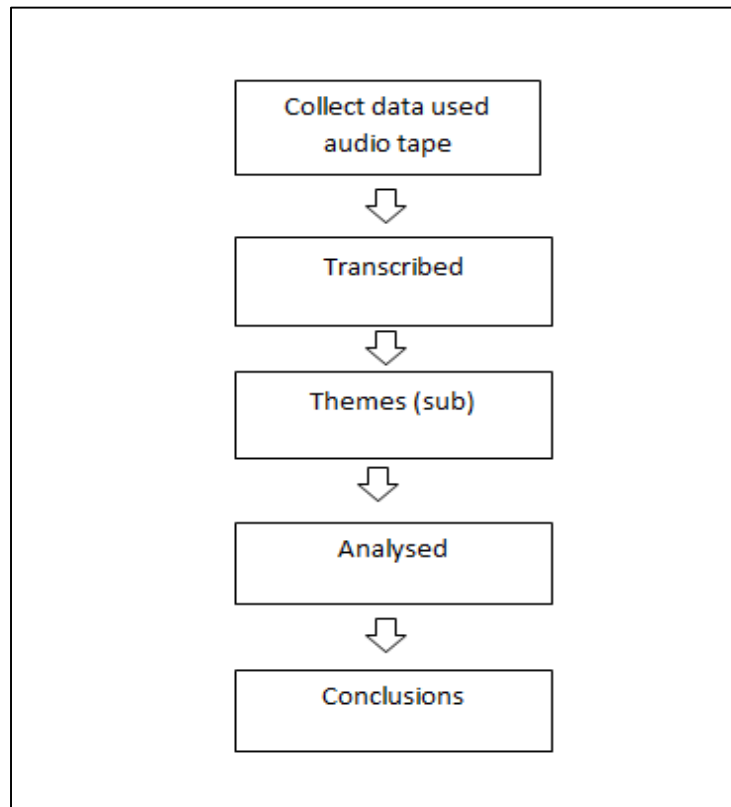 Collect data used
audio tape
Transcribed
Themes (sub)
Analysed
Conclusions